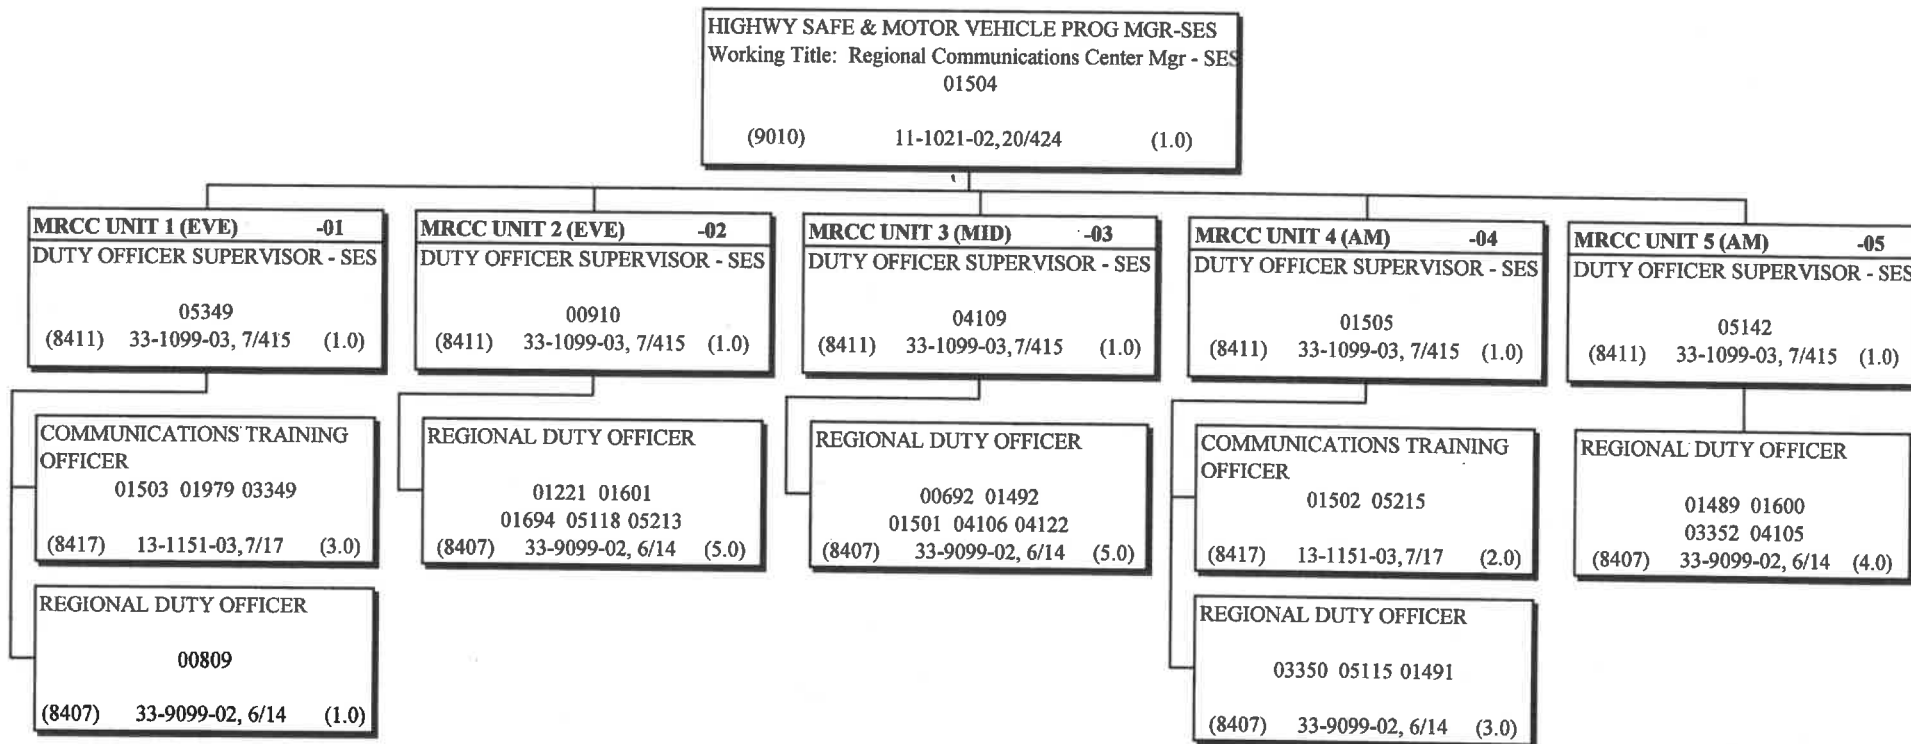 HIGHWY SAFE & MOTOR VEHICLE PROG MGR-SES
Working Title: Regional Communications Center Mgr - SES
01504
(9010) 11-1021-02,20/424 (1.0)
MRCC UNIT 1 (EVE) -01
DUTY OFFICER SUPERVISOR - SES
05349
(8411) 33-1099-03, 7/415 (1.0)
COMMUNICATIONS TRAINING
OFFICER
01503 01979 03349
(8417) 13-1151-03,7/17 (3.0)
REGIONAL DUTY OFFICER
00809
(8407) 33-9099-02, 6/14 (1.0)
MRCC UNIT 2 (EVE) -02
DUTY OFFICER SUPERVISOR - SES
00910
(8411) 33-1099-03, 7/415 (1.0)
REGIONAL DUTY OFFICER
01221 01601
01694 05118 05213
(8407) 33-9099-02, 6/14 (5.0)
MRCC UNIT 3 (MID) -03
DUTY OFFICER SUPERVISOR - SES
04109
(8411) 33-1099-03,7/415 (1.0)
REGIONAL DUTY OFFICER
00692 01492
01501 04106 04122
(8407) 33-9099-02, 6/14 (5.0)
MRCC UNIT 4 (AM) -04
DUTY OFFICER SUPERVISOR - SES
01505
(8411) 33-1099-03, 7/415 (1.0)
COMMUNICATIONS TRAINING
OFFICER
01502 05215
(8417) 13-1151-03,7/17 (2.0)
REGIONAL DUTY OFFICER
03350 05115 01491
(8407) 33-9099-02, 6/14 (3.0)
MRCC UNIT 5 (AM) -05
DUTY OFFICER SUPERVISOR - SES
05142
(8411) 33-1099-03, 7/415 (1.0)
REGIONAL DUTY OFFICER
01489 01600
03352 04105
(8407) 33-9099-02, 6/14 (4.0)